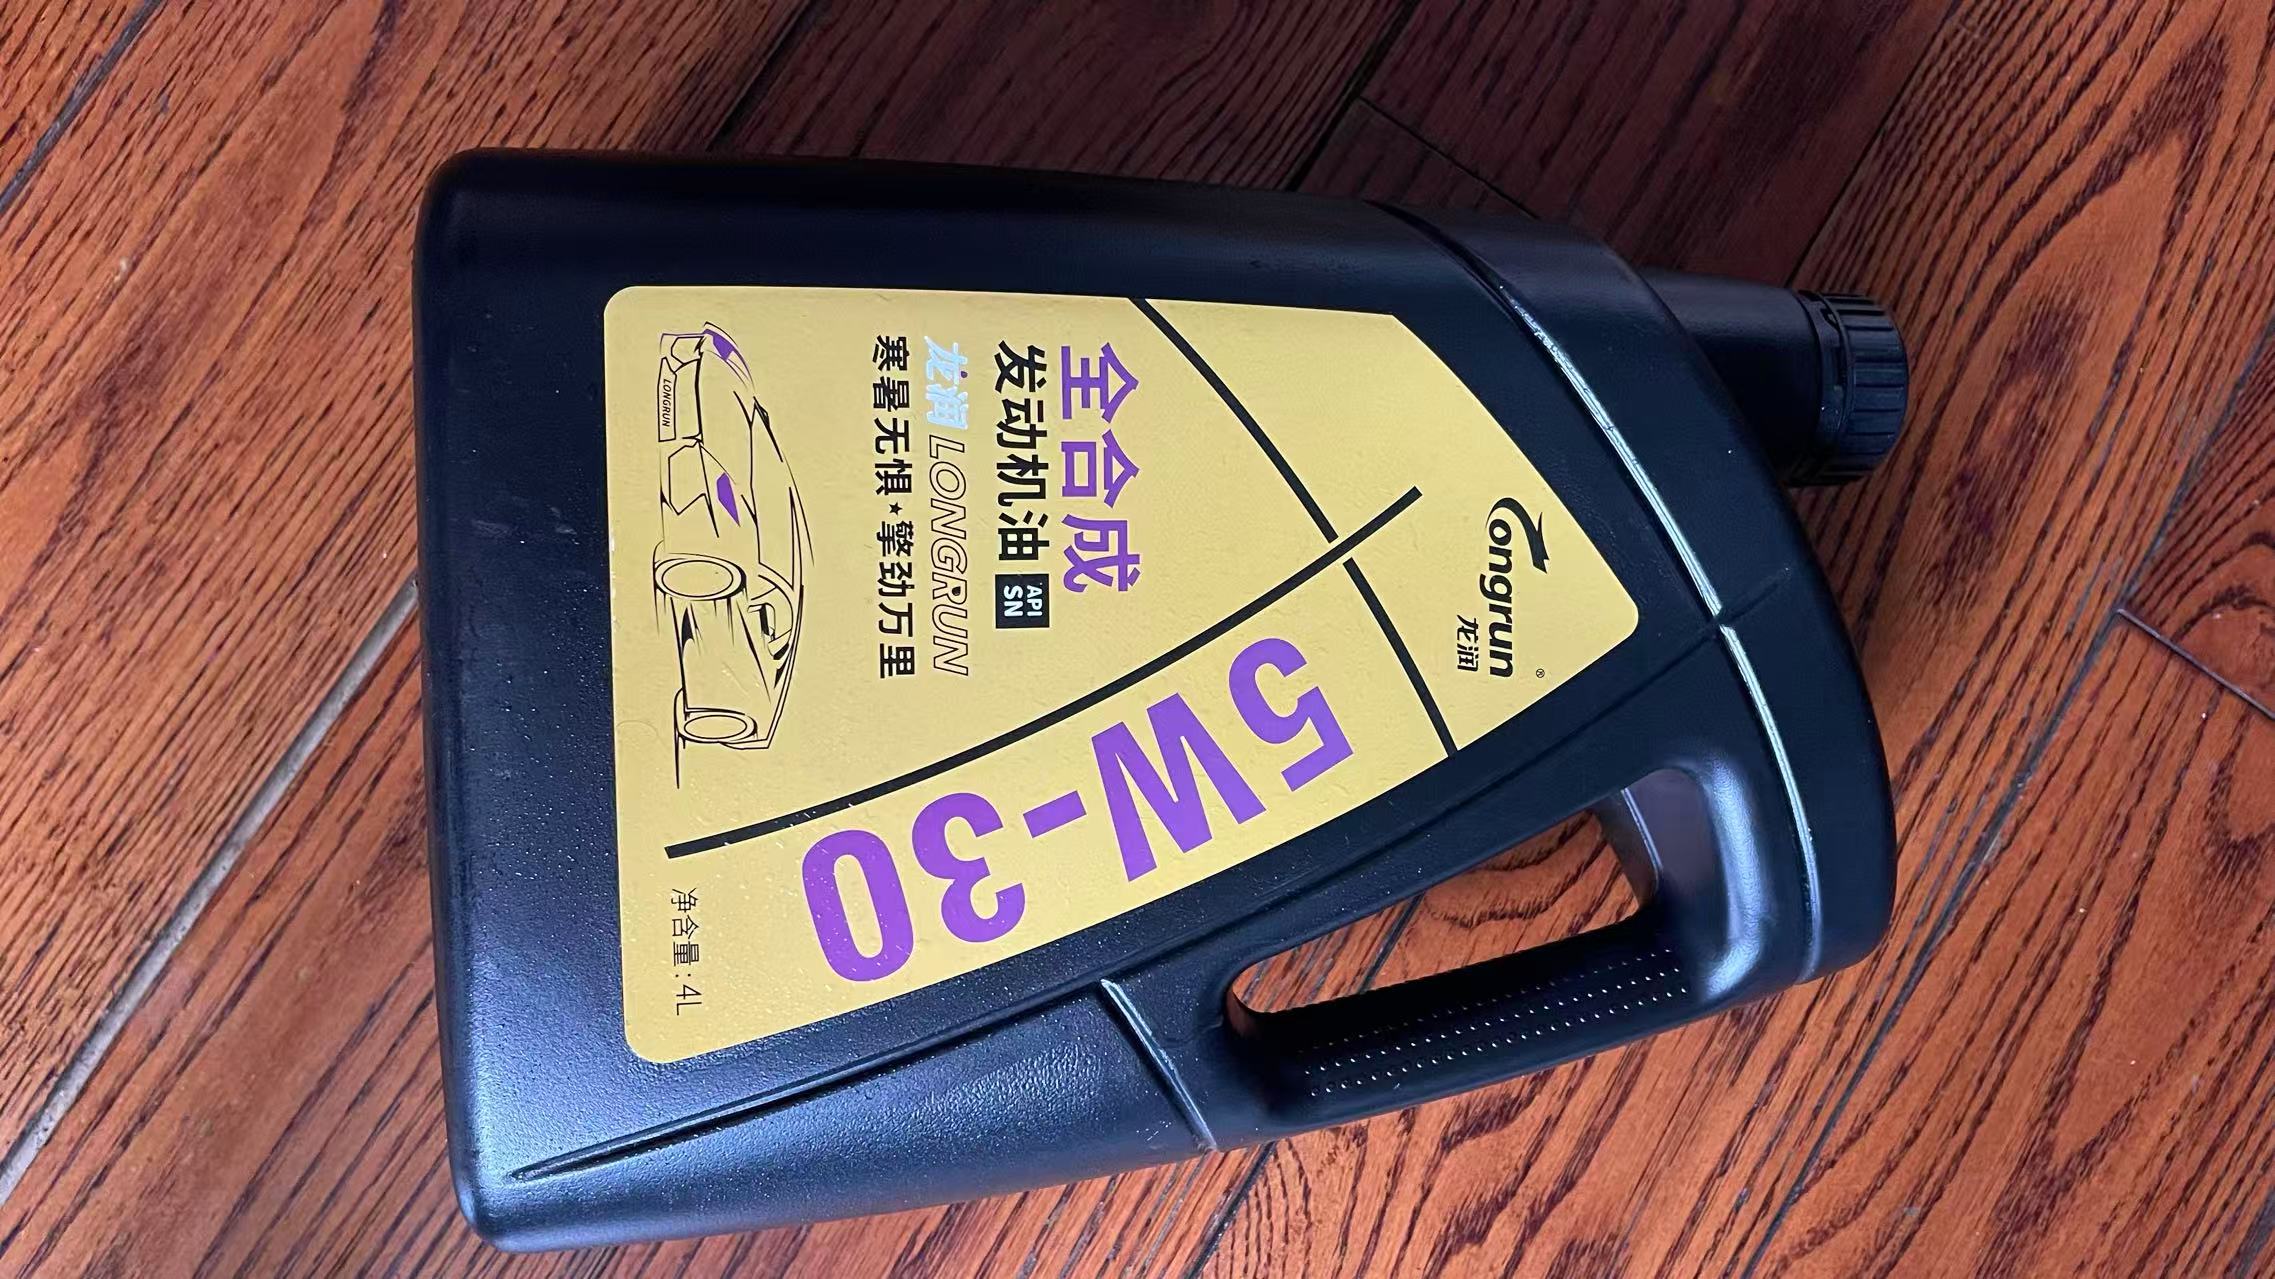 Longrun®
龙润
5W-30
全合成
发动机油 API SN
龙润 LONGRUN
寒暑无惧★擎劲万里
LONGRUN
净含量：4L